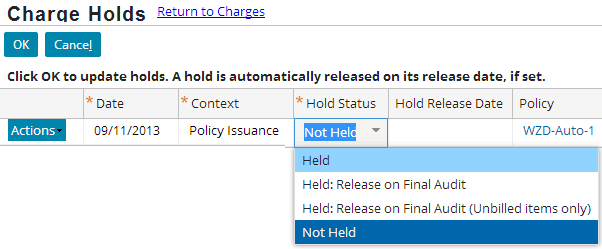 Charge Holds Return to Charges
OK Cancel
Click OK to update holds. A hold is automatically released on its release date, if set.
* Date * Context * Hold Status Hold Release Date Policy
Actions 09/11/2013 Policy Issuance Not Held WZD-Auto-1
Held
Held: Release on Final Audit
Held: Release on Final Audit (Unbilled items only)
Not Held